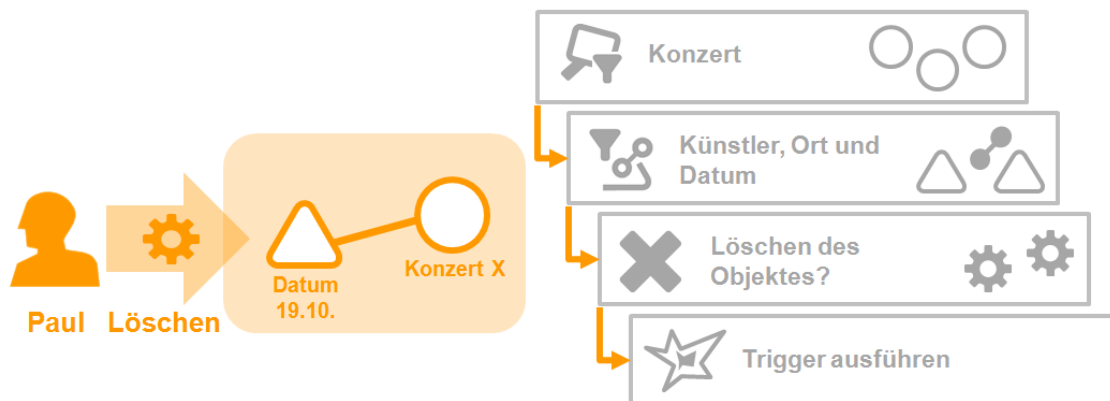 Konzert
Künstler, Ort und
Datum
Löschen des
Objektes?
Trigger ausführen
Konzert X
Datum
19.10.
Paul
Löschen